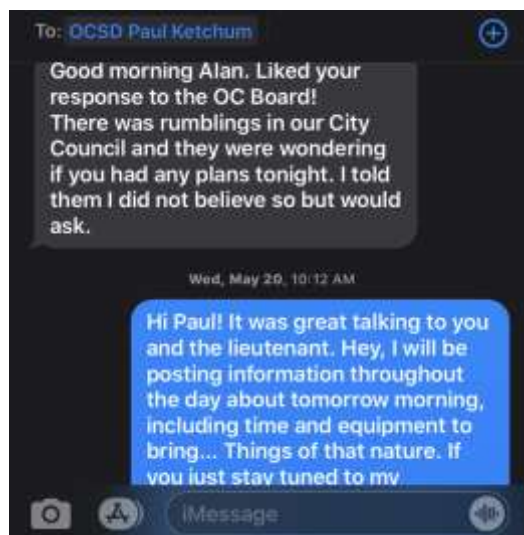 To: OCSD Paul Ketchum
Good morning Alan. Liked your
response to the OC Board!
There was rumblings in our City
Council and they were wondering
if you had any plans tonight. I told
them I did not believe so but would
ask.
Wed, May 20, 10:12 AM
Hi Paul! It was great talking to you
and the lieutenant. Hey, I will be
posting information throughout
the day about tomorrow morning,
including time and equipment to
bring... Things of that nature. If
you just stay tuned to my
iMessage